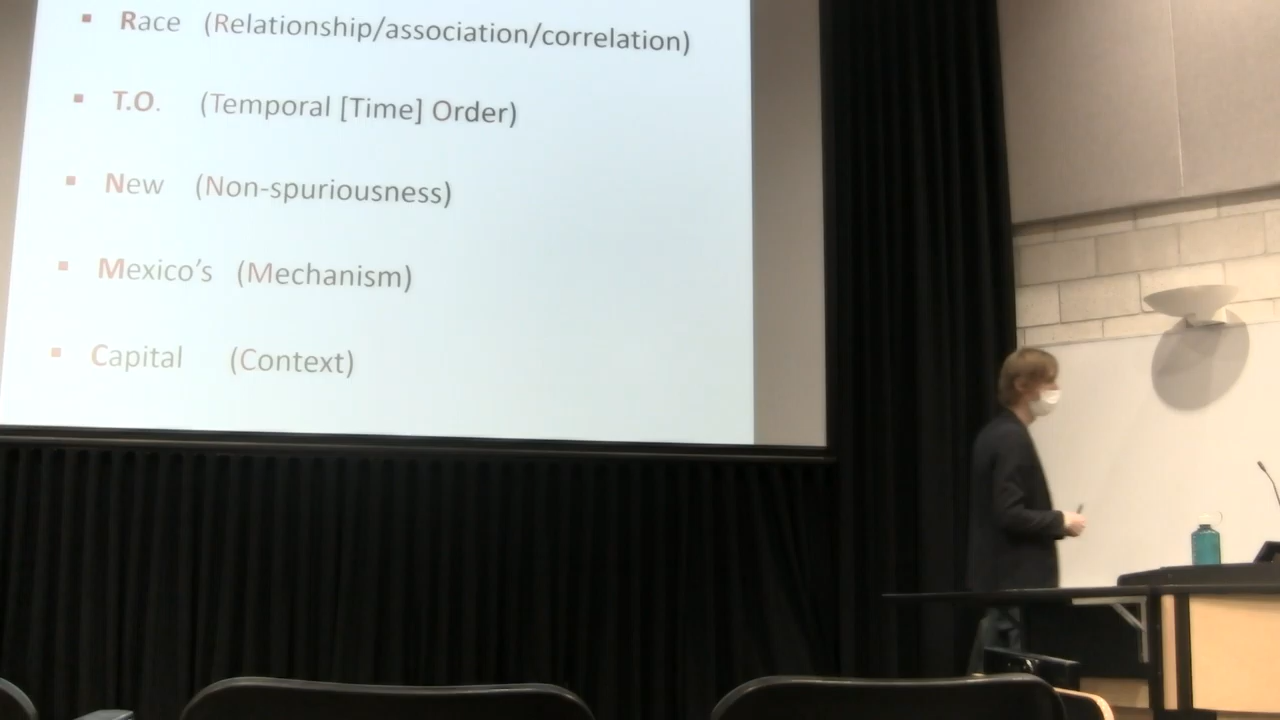 ▪ Race (Relationship/association/correlation)
▪ T.O. (Temporal [Time] Order)
▪ New (Non-spuriousness)
▪ Mexico's (Mechanism)
▪ Capital (Context)